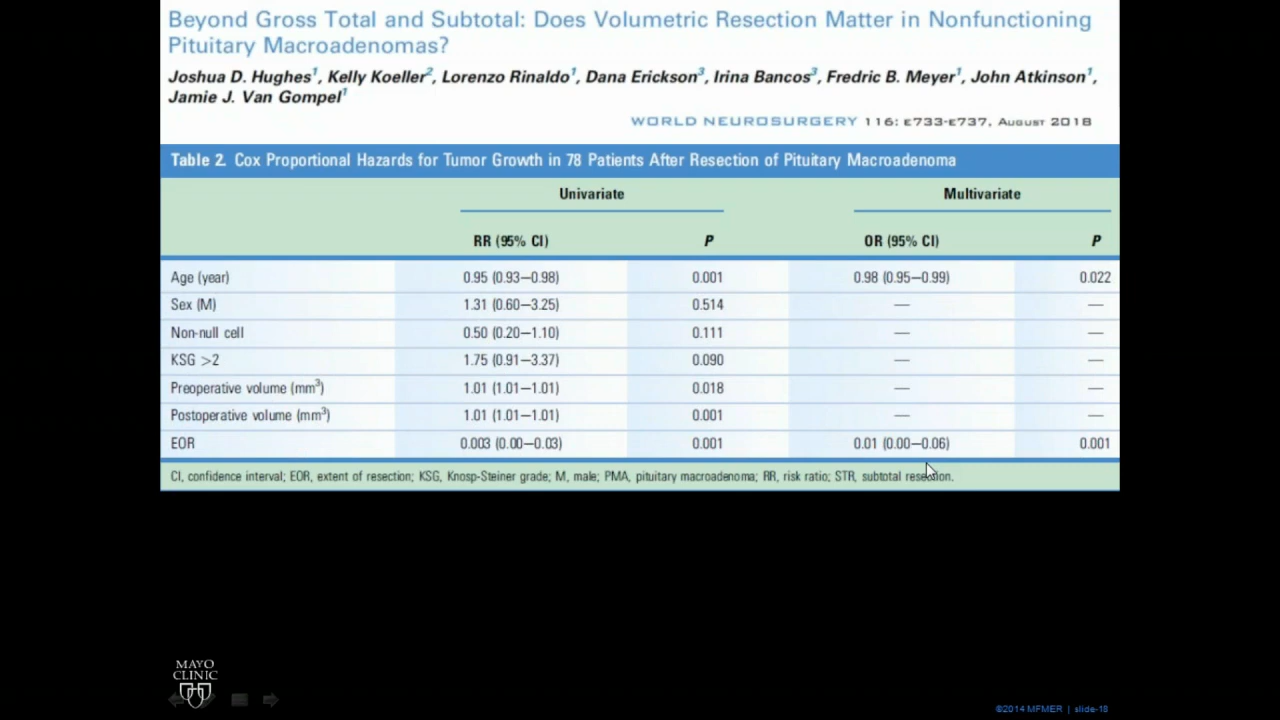 Beyond Gross Total and Subtotal: Does Volumetric Resection Matter in Nonfunctioning
Pituitary Macroadenomas?
Joshua D. Hughes1, Kelly Koeller2, Lorenzo Rinaldo1, Dana Erickson3, Irina Bancos3, Fredric B. Meyer1, John Atkinson1,
Jamie J. Van Gompel1
WORLD NEUROSURGERY 116: E733-E737, AUGUST 2018
Table 2. Cox Proportional Hazards for Tumor Growth in 78 Patients After Resection of Pituitary Macroadenoma
Univariate Multivariate
RR (95% CI) P OR (95% CI) P
Age (year) 0.95 (0.93–0.98) 0.001 0.98 (0.95–0.99) 0.022
Sex (M) 1.31 (0.60–3.25) 0.514 — —
Non-null cell 0.50 (0.20–1.10) 0.111 — —
KSG >2 1.75 (0.91–3.37) 0.090 — —
Preoperative volume (mm3) 1.01 (1.01–1.01) 0.018 — —
Postoperative volume (mm3) 1.01 (1.01–1.01) 0.001 — —
EOR 0.003 (0.00–0.03) 0.001 0.01 (0.00–0.06) 0.001
CI, confidence interval; EOR, extent of resection; KSG, Knosp-Steiner grade; M, male; PMA, pituitary macroadenoma; RR, risk ratio; STR, subtotal resection.
MAYO
CLINIC
©2014 MFMER | slide-18